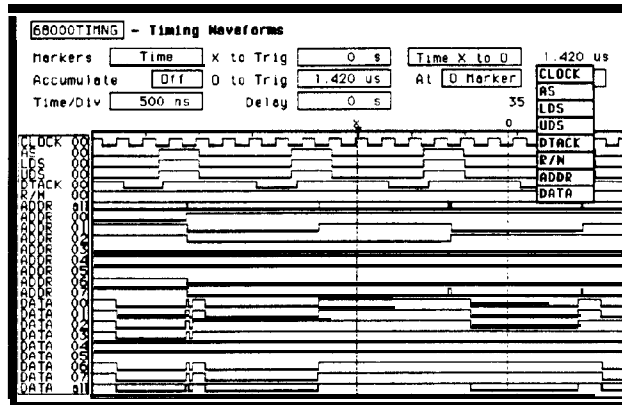 68000TIMNG - Timing Waveforms
Markers Time X to Trig 0 s Time X to O 1.420 us
Accumulate Off O to Trig 1.420 us At O Marker
Time/Div 500 ns Delay 0 s 35
CLOCK
AS
LDS
UDS
DTACK
R/W
ADDR
DATA
X O
CLOCK 00
AS 00
LDS 00
UDS 00
DTACK 00
R/W 00
ADDR all
ADDR 00
ADDR 01
ADDR 02
ADDR 03
ADDR 04
ADDR 05
ADDR 06
ADDR 07
DATA 00
DATA 01
DATA 02
DATA 03
DATA 04
DATA 05
DATA 06
DATA 07
DATA all